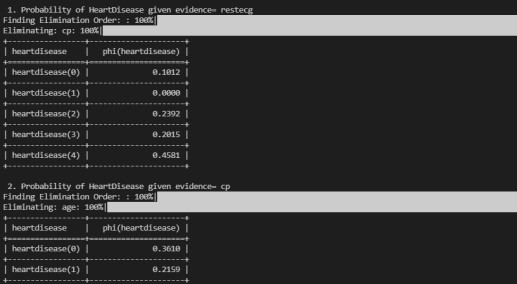 1. Probability of HeartDisease given evidence= restecg
Finding Elimination Order: : 100%|
Eliminating: cp: 100%|
+----------------+---------------------+
| heartdisease | phi(heartdisease) |
+================+=====================+
| heartdisease(0) | 0.1012 |
+----------------+---------------------+
| heartdisease(1) | 0.0000 |
+----------------+---------------------+
| heartdisease(2) | 0.2392 |
+----------------+---------------------+
| heartdisease(3) | 0.2015 |
+----------------+---------------------+
| heartdisease(4) | 0.4581 |
+----------------+---------------------+
2. Probability of HeartDisease given evidence= cp
Finding Elimination Order: : 100%|
Eliminating: age: 100%|
+----------------+---------------------+
| heartdisease | phi(heartdisease) |
+================+=====================+
| heartdisease(0) | 0.3610 |
+----------------+---------------------+
| heartdisease(1) | 0.2159 |
+----------------+---------------------+